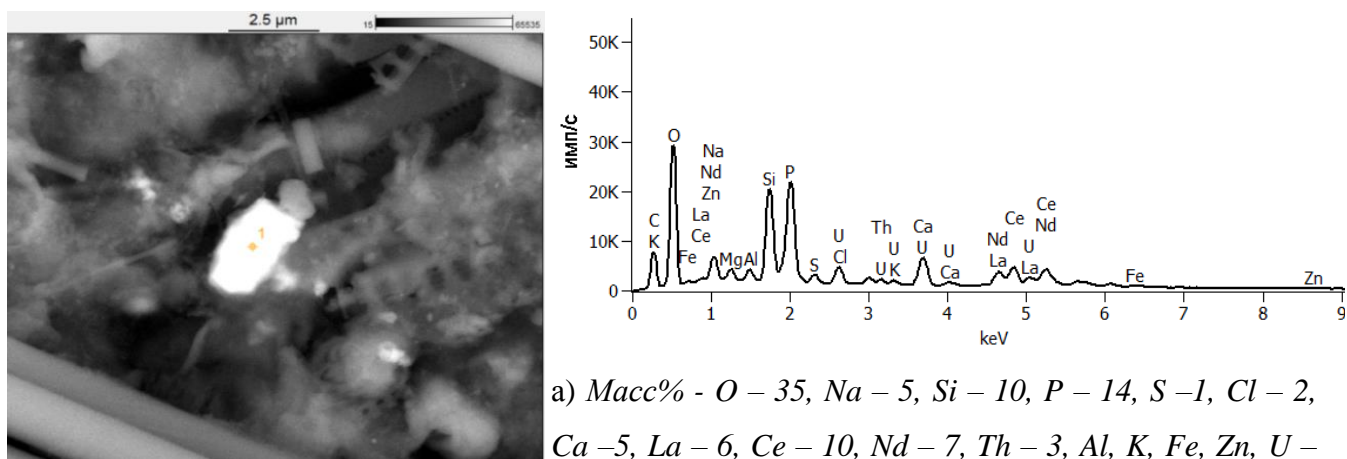 2.5 µm
15 65535
1
50K
40K
30K
20K
10K
0
имп/с
C
K
O
Fe
Na
Nd
Zn
La
Ce
Mg
Al
Si
P
S
U
Cl
Th
U
U
K
Ca
U
U
Ca
Nd
La
Ce
U
La
Ce
Nd
Fe
Zn
0 1 2 3 4 5 6 7 8 9
keV
a) Macc% - O – 35, Na – 5, Si – 10, P – 14, S –1, Cl – 2,
Ca –5, La – 6, Ce – 10, Nd – 7, Th – 3, Al, K, Fe, Zn, U –